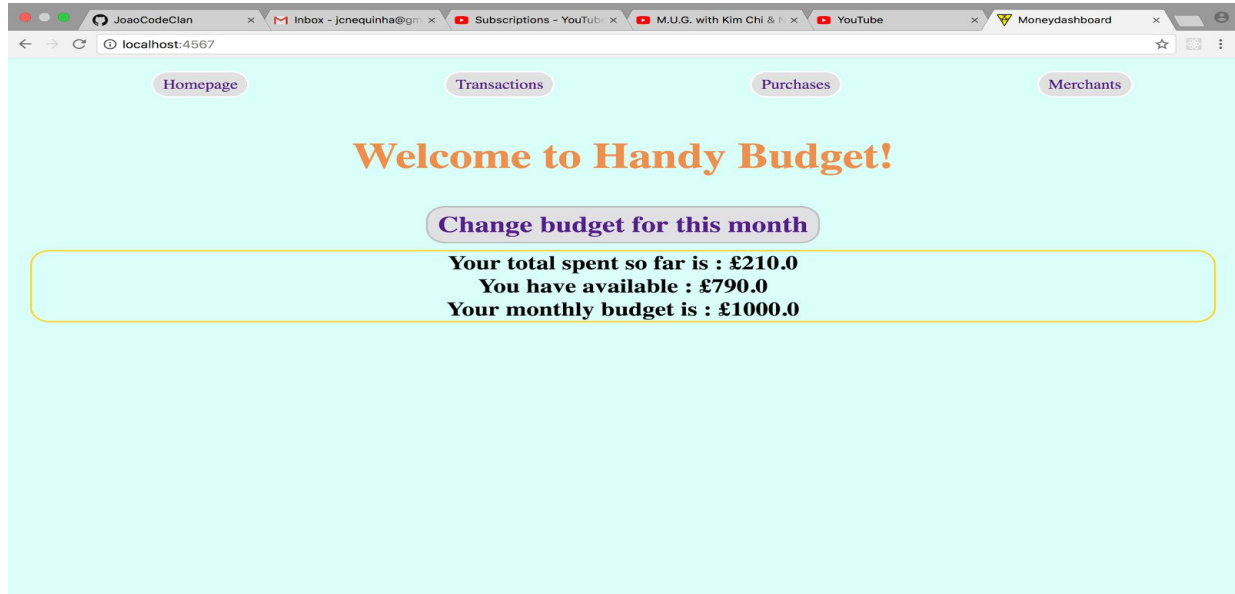 JoaoCodeClan Inbox - jcnequinha@gm Subscriptions - YouTub M.U.G. with Kim Chi & YouTube Moneydashboard
localhost:4567
Homepage Transactions Purchases Merchants
Welcome to Handy Budget!
Change budget for this month
Your total spent so far is : £210.0
You have available : £790.0
Your monthly budget is : £1000.0